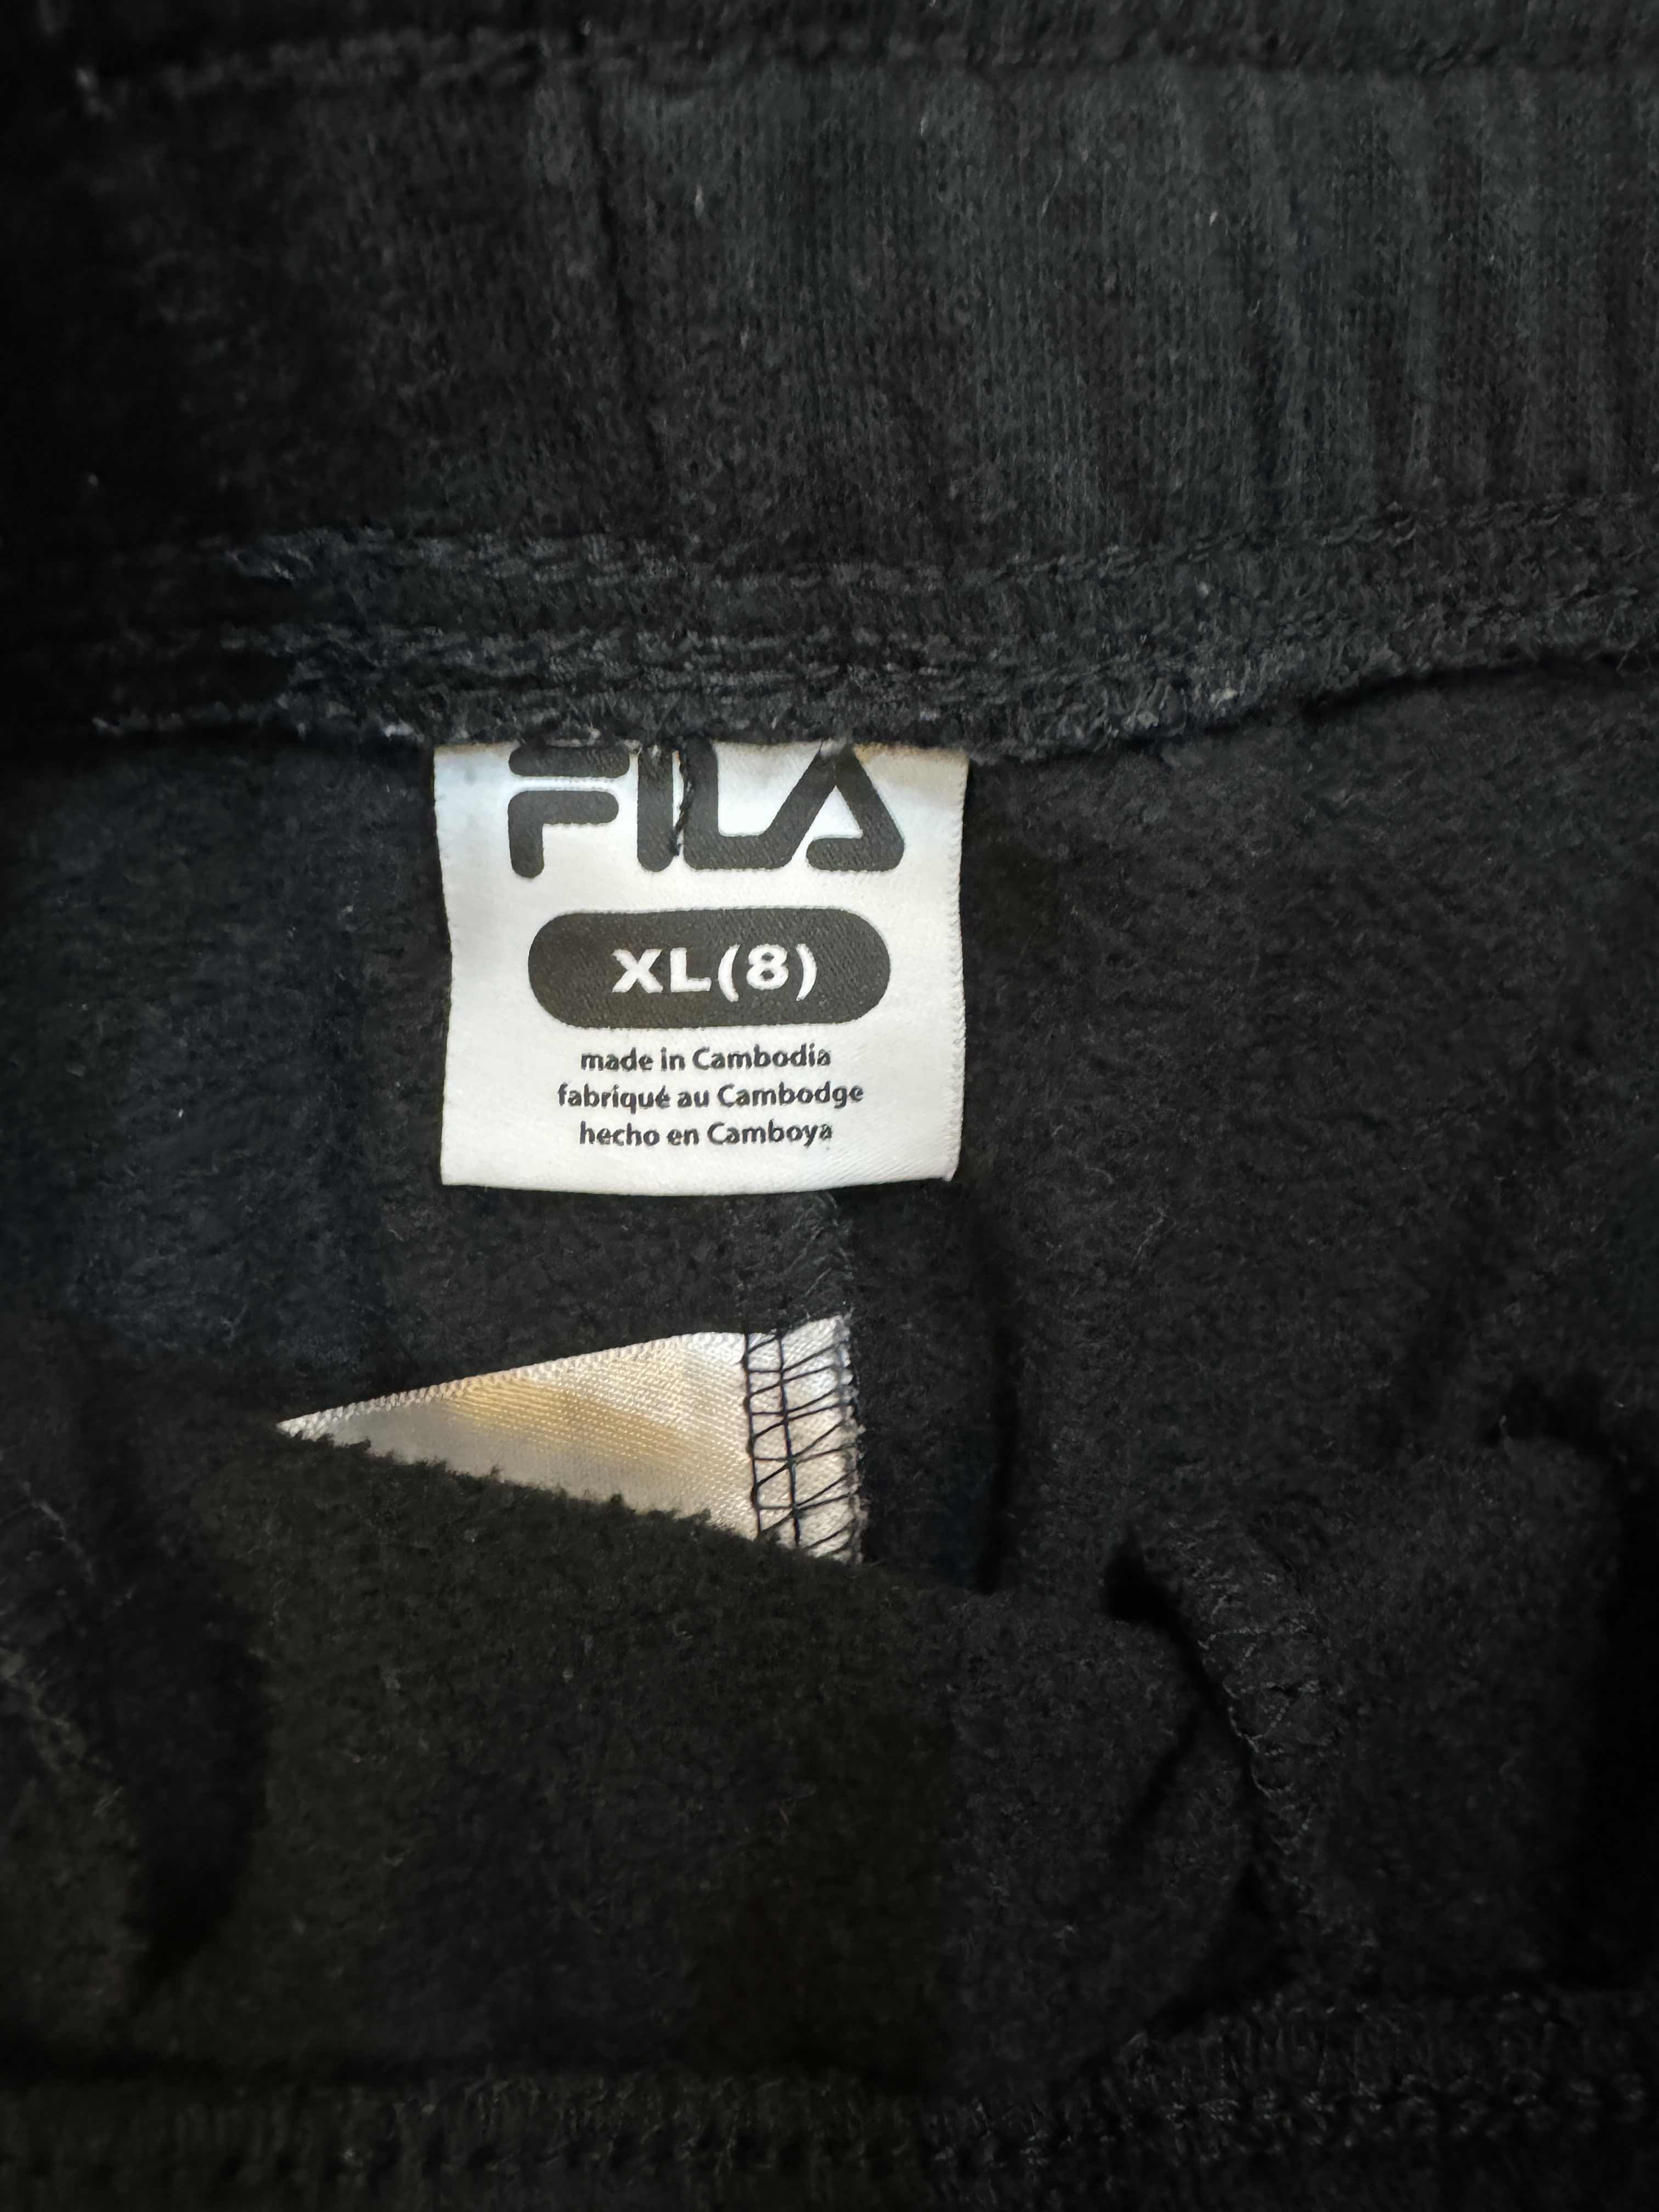 FILA
XL(8)
made in Cambodia
fabriqué au Cambodge
hecho en Camboya